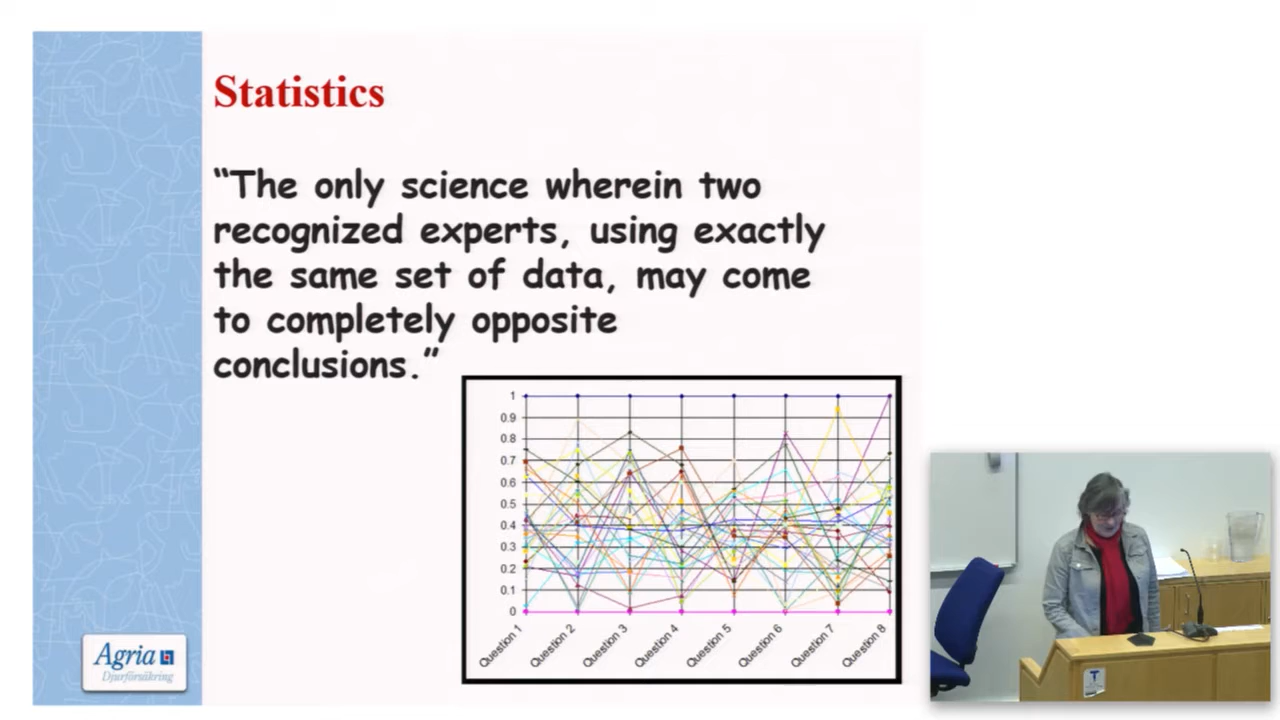 Statistics
“The only science wherein two
recognized experts, using exactly
the same set of data, may come
to completely opposite
conclusions.”
1
0.9
0.8
0.7
0.6
0.5
0.4
0.3
0.2
0.1
0
Question 1
Question 2
Question 3
Question 4
Question 5
Question 6
Question 7
Question 8
Agria
Djurförsäkring